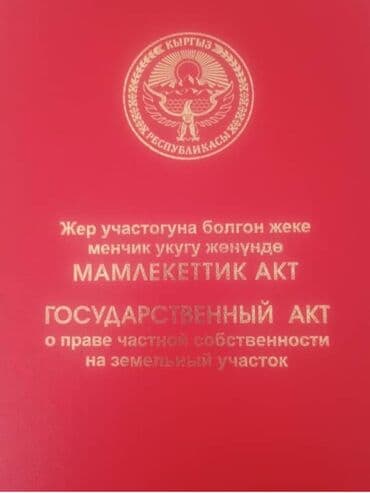 КЫРГЫЗ
РЕСПУБЛИКАСЫ
Жер участогуна болгон жеке
менчик укугу жөнүндө
МАМЛЕКЕТТИК АКТ
ГОСУДАРСТВЕННЫЙ АКТ
о праве частной собственности
на земельный участок